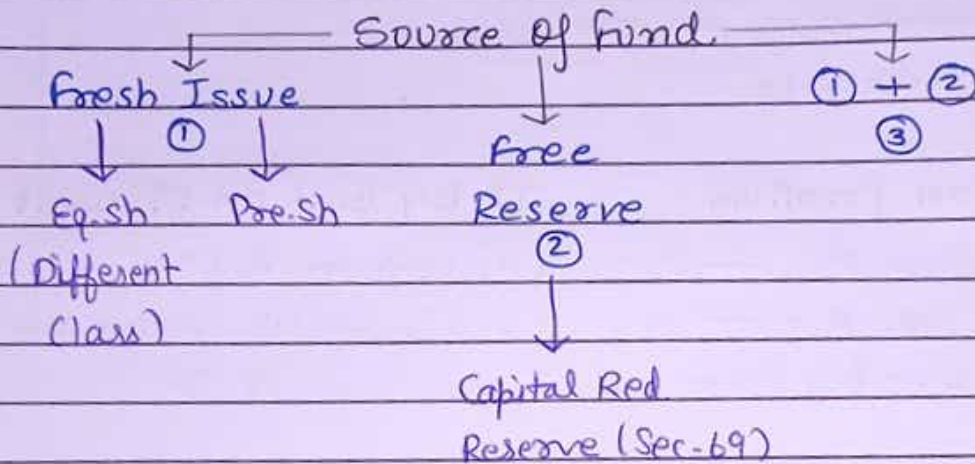 Source of Fund.
Fresh Issue
①
① + ②
③
Free
Reserve
②
Eq.sh
Pre.sh
(Different
Class)
Capital Red
Reserve (Sec-69)